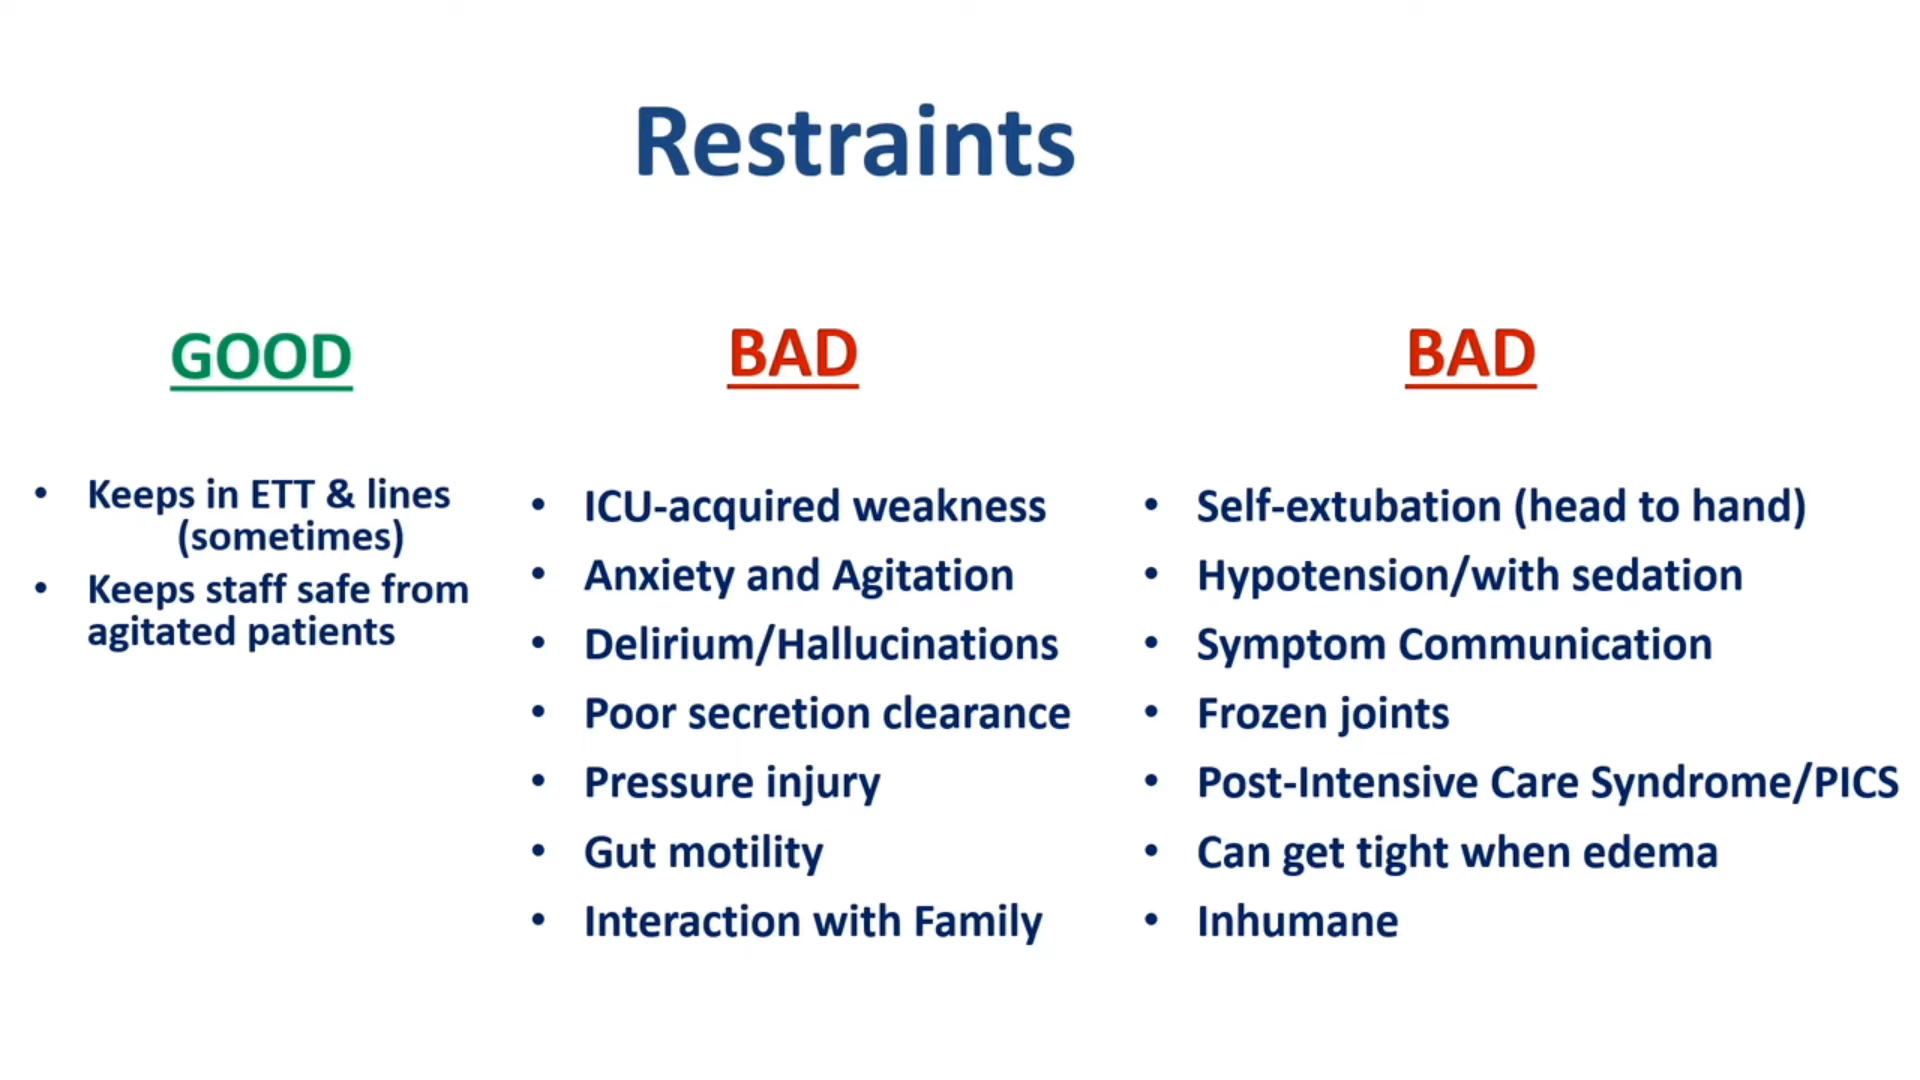 Restraints
GOOD
• Keeps in ETT & lines
(sometimes)
• Keeps staff safe from
agitated patients
BAD
• ICU-acquired weakness
• Anxiety and Agitation
• Delirium/Hallucinations
• Poor secretion clearance
• Pressure injury
• Gut motility
• Interaction with Family
BAD
• Self-extubation (head to hand)
• Hypotension/with sedation
• Symptom Communication
• Frozen joints
• Post-Intensive Care Syndrome/PICS
• Can get tight when edema
• Inhumane